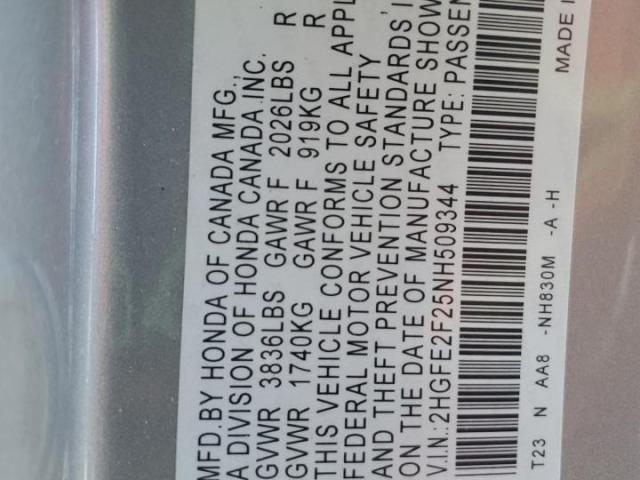 MFD.BY HONDA OF CANADA MFG.,
A DIVISION OF HONDA CANADA INC.
GVWR 3836LBS GAWR F 2026LBS R
GVWR 1740KG GAWR F 919KG R
THIS VEHICLE CONFORMS TO ALL APPL
FEDERAL MOTOR VEHICLE SAFETY
AND THEFT PREVENTION STANDARDS
ON THE DATE OF MANUFACTURE SHOW
V.I.N.:2HGFE2F25NH509344 TYPE: PASSEN
T23 N AA8 -NH830M -A -H
MADE I